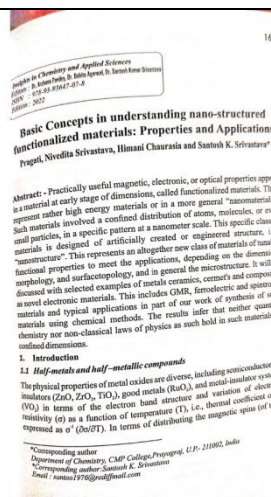 16
Insights in Chemistry and Applied Sciences
Editors : Dr. Archana Pandey, Dr. Babita Agrawal, Dr. Santosh Kumar Srivastava
ISBN : 978-93-93647-07-8
Edition : 2022
Basic Concepts in understanding nano-structured
functionalized materials: Properties and Applications
Pragati, Nivedita Srivastava, Himani Chaurasia and Santosh K. Srivastava*
Abstract: - Practically useful magnetic, electronic, or optical properties app
in a material at early stage of dimensions, called functionalized materials. Th
represent rather high energy materials or in a more general "nanomaterial
Such materials involved a confined distribution of atoms, molecules, or ev
small particles, in a specific pattern at a nanometer scale. This specific clas
materials is designed of artificially created or engineered structure, i
"nanostructure". This represents an altogether new class of materials of tuna
functional properties to meet the applications, depending on the dimensi
morphology, and surfacetopology, and in general the microstructure. It will
discussed with selected examples of metals ceramics, cermet's and compos
as novel electronic materials. This includes GMR, ferroelectric and spintro
materials and typical applications in part of our work of synthesis of s
materials using chemical methods. The results infer that neither quant
chemistry nor non-classical laws of physics as such hold in such materials
confined dimensions.
1. Introduction
1.1 Half-metals and half–metallic compounds
The physical properties of metal oxides are diverse, including semiconductor
insulators (ZnO, ZrO₂, TiO₂), good metals (RuO₂), and metal-insulator syste
(VO₂) in terms of the electron band structure and variation of electr
resistivity (σ) as a function of temperature (T), i.e., thermal coefficient o
expressed as σ⁻¹ (∂σ/∂T). In terms of distributing the magnetic spins (of t
*Corresponding author
Department of Chemistry, CMP College, Prayagraj, U.P.- 211002, India
*Corresponding author: Santosh K. Srivastava
Email : santoo1976@rediffmail.com